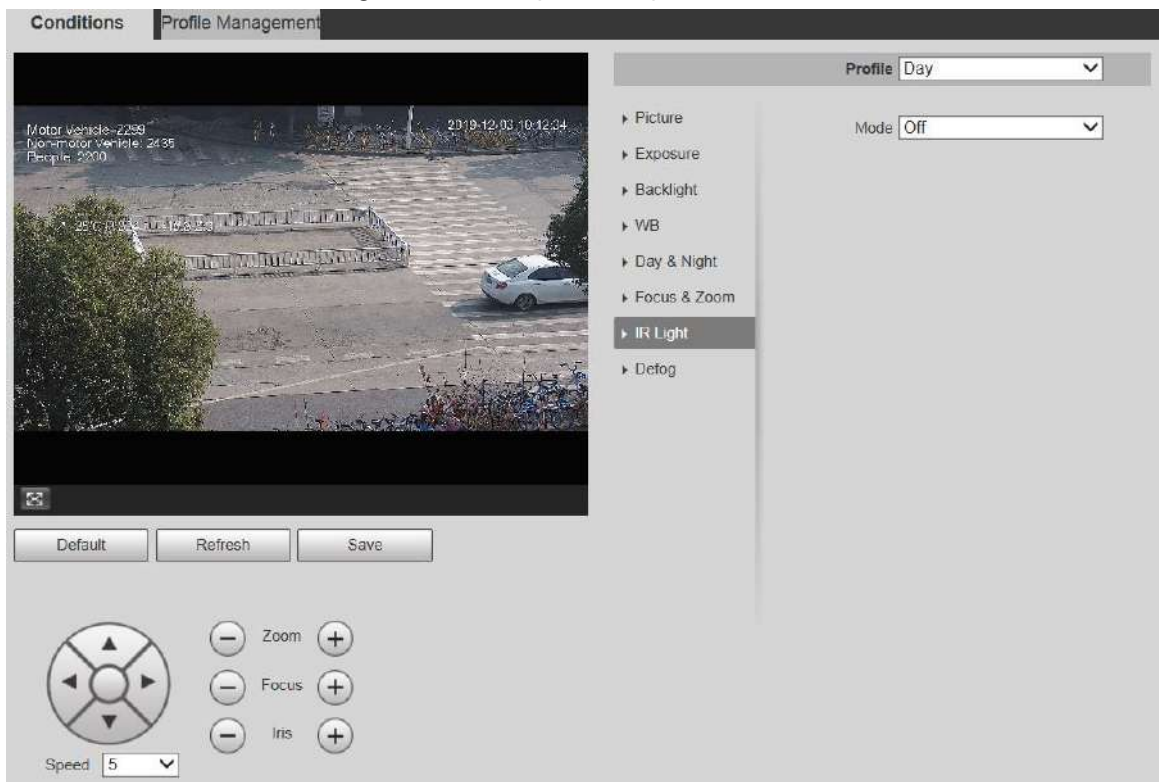 Conditions
Profile Management
Profile Day
Motor Vehicle: 2299
Non-motor Vehicle: 2435
People: 2200
2019-12-03 10:12:34
Picture
Exposure
Backlight
WB
Day & Night
Focus & Zoom
IR Light
Defog
Mode Off
Default
Refresh
Save
Zoom
Focus
Iris
Speed 5